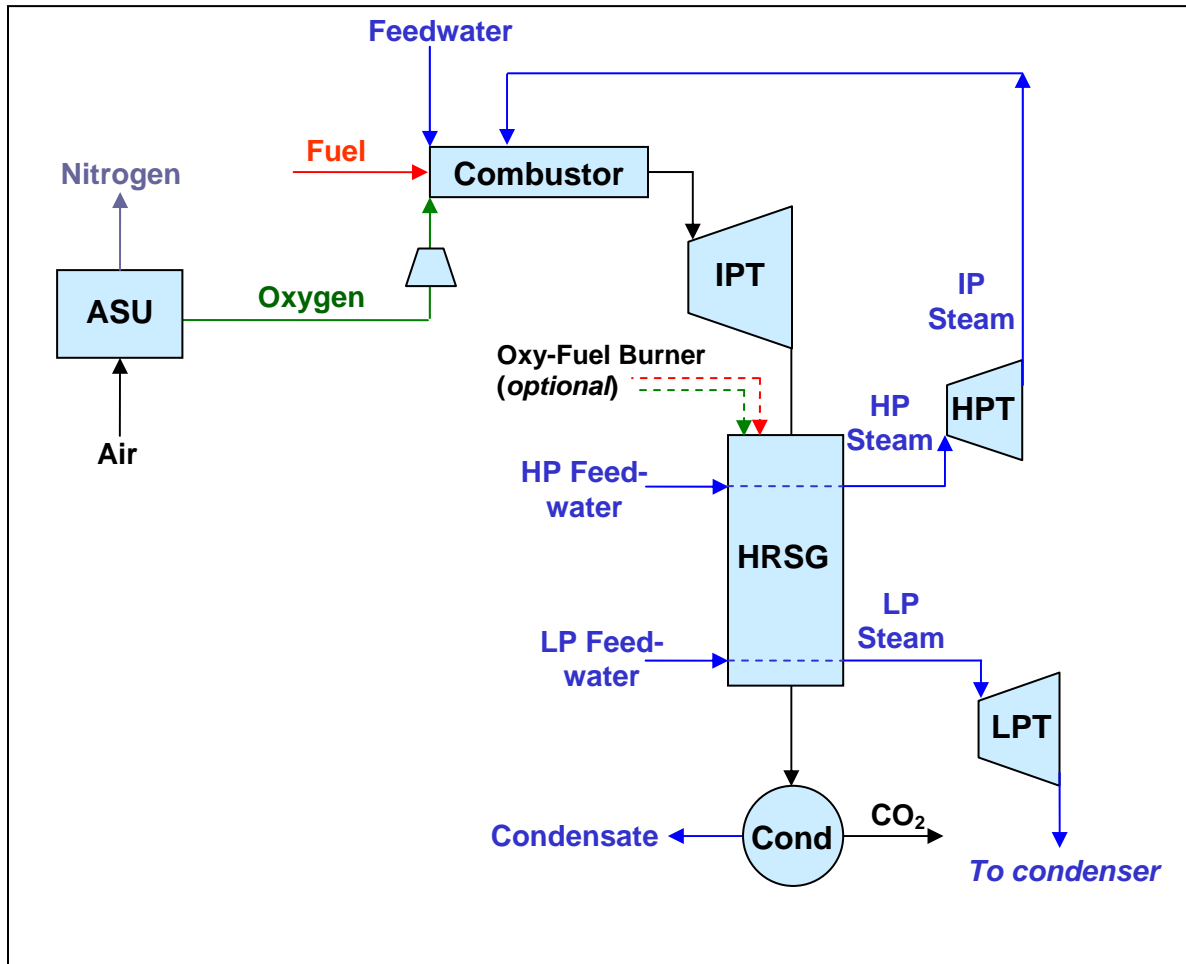 Feedwater
Fuel
Combustor
Nitrogen
IPT
IP
Steam
Oxygen
ASU
Oxy-Fuel Burner
(optional)
HP
Steam
HPT
Air
HP Feed-
water
HRSG
LP
Steam
LP Feed-
water
LPT
CO₂
Condensate
Cond
To condenser